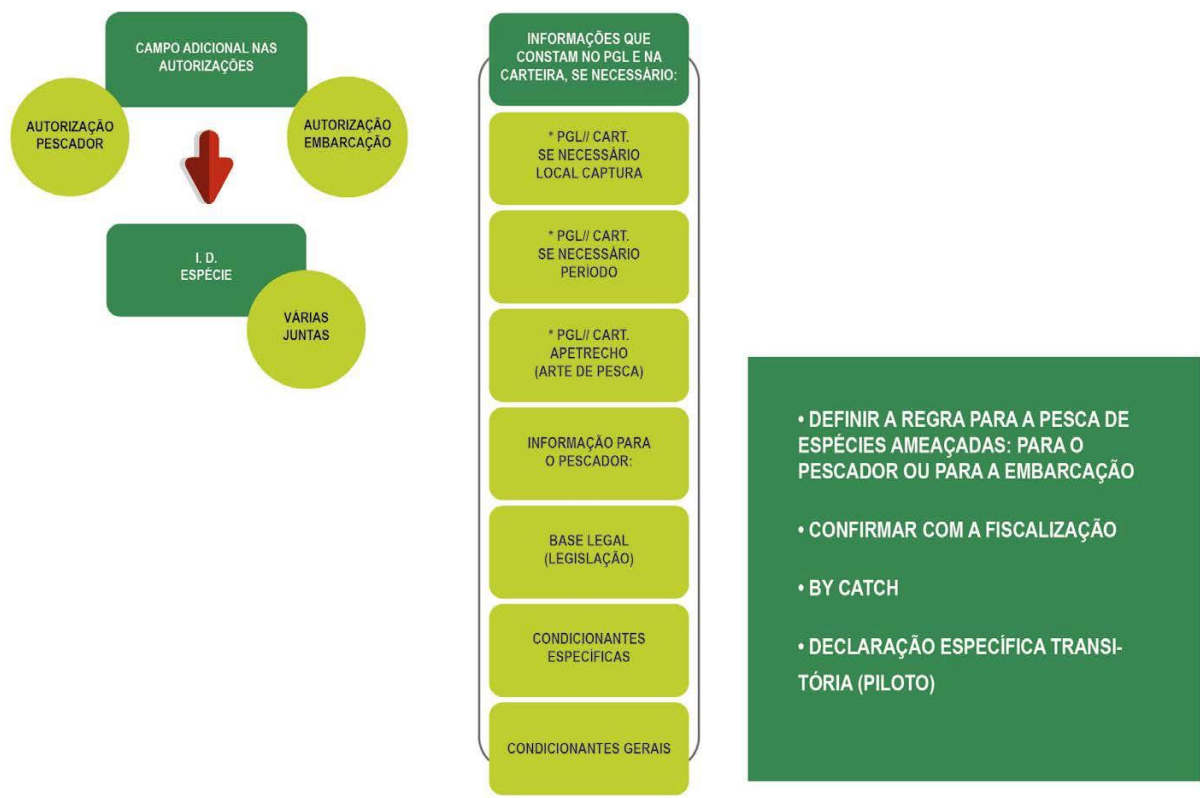 CAMPO ADICIONAL NAS
AUTORIZAÇÕES
AUTORIZAÇÃO
PESCADOR
AUTORIZAÇÃO
EMBARCAÇÃO
I. D.
ESPÉCIE
VÁRIAS
JUNTAS
INFORMAÇÕES QUE
CONSTAM NO PGL E NA
CARTEIRA, SE NECESSÁRIO:
* PGL// CART.
SE NECESSÁRIO
LOCAL CAPTURA
* PGL// CART.
SE NECESSÁRIO
PERÍODO
* PGL// CART.
APETRECHO
(ARTE DE PESCA)
INFORMAÇÃO PARA
O PESCADOR:
BASE LEGAL
(LEGISLAÇÃO)
CONDICIONANTES
ESPECÍFICAS
CONDICIONANTES GERAIS
• DEFINIR A REGRA PARA A PESCA DE
ESPÉCIES AMEAÇADAS: PARA O
PESCADOR OU PARA A EMBARCAÇÃO
• CONFIRMAR COM A FISCALIZAÇÃO
• BY CATCH
• DECLARAÇÃO ESPECÍFICA TRANSI-
TÓRIA (PILOTO)